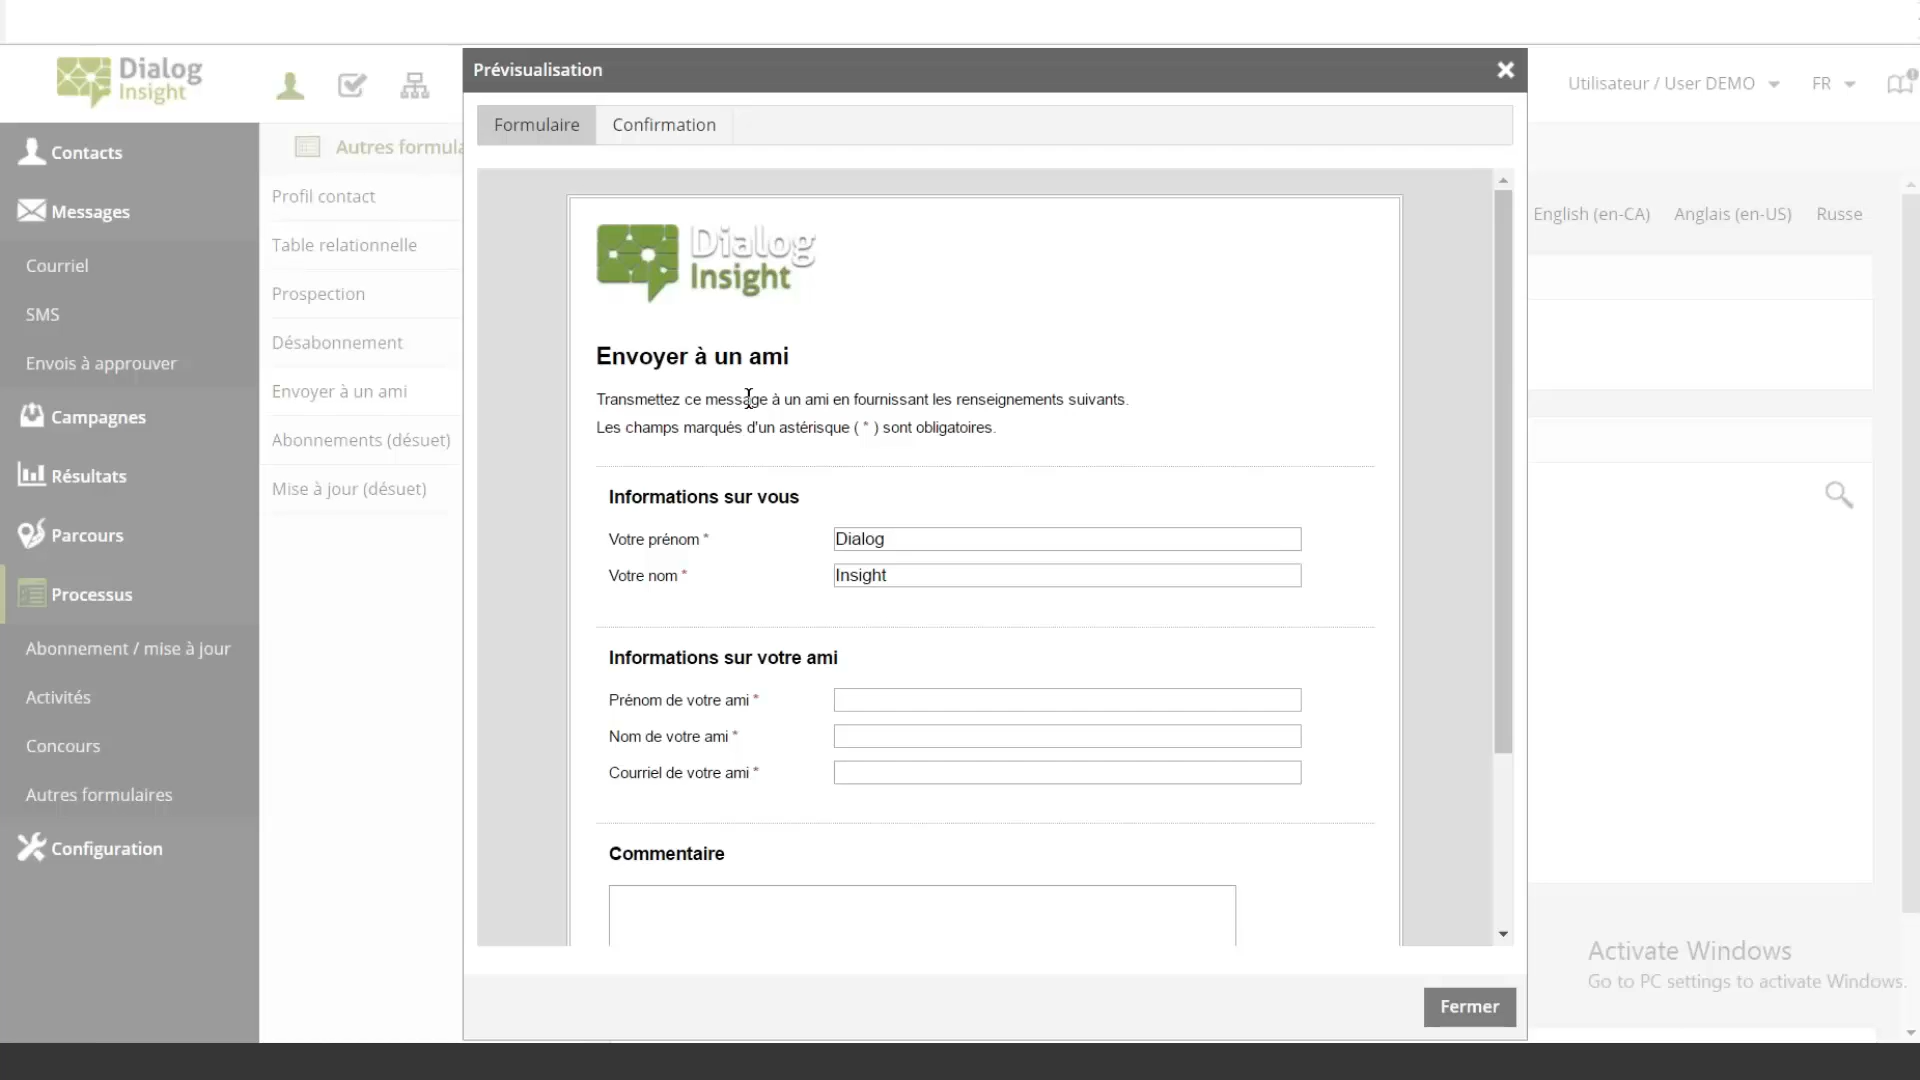 Dialog
Insight
Utilisateur / User DEMO
FR
Contacts
Messages
Courriel
SMS
Envois à approuver
Campagnes
Résultats
Parcours
Processus
Abonnement / mise à jour
Activités
Concours
Autres formulaires
Configuration
Autres formula
Profil contact
Table relationnelle
Prospection
Désabonnement
Envoyer à un ami
Abonnements (désuet)
Mise à jour (désuet)
Prévisualisation
Formulaire Confirmation
Dialog
Insight
Envoyer à un ami
Transmettez ce message à un ami en fournissant les renseignements suivants.
Les champs marqués d'un astérisque ( * ) sont obligatoires.
Informations sur vous
Votre prénom * Dialog
Votre nom * Insight
Informations sur votre ami
Prénom de votre ami *
Nom de votre ami *
Courriel de votre ami *
Commentaire
Fermer
English (en-CA) Anglais (en-US) Russe
Activate Windows
Go to PC settings to activate Windows.